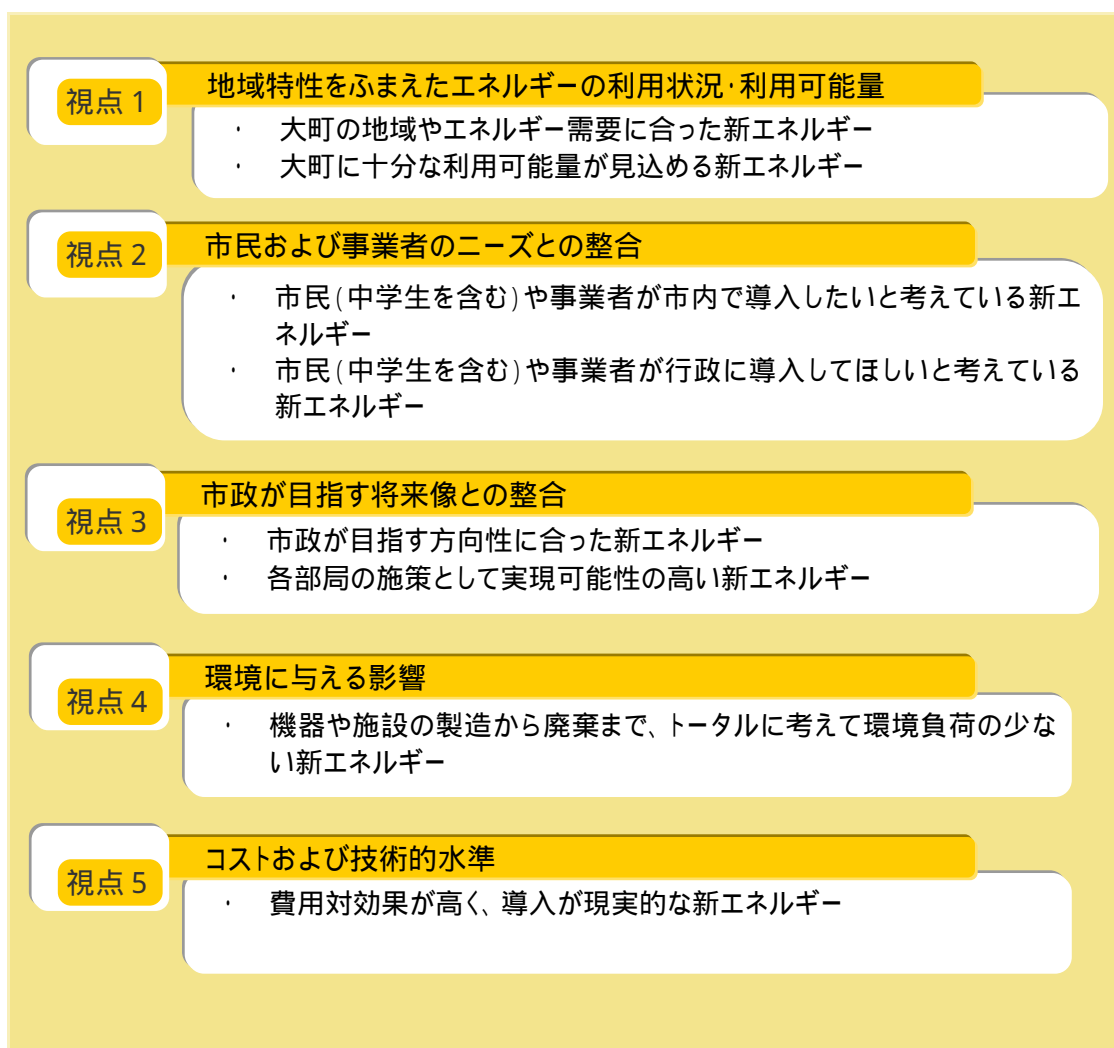 視点1
地域特性をふまえたエネルギーの利用状況・利用可能量
・ 大町の地域やエネルギー需要に合った新エネルギー
・ 大町に十分な利用可能量が見込める新エネルギー
視点2
市民および事業者のニーズとの整合
・ 市民(中学生を含む)や事業者が市内で導入したいと考えている新エ
ネルギー
・ 市民(中学生を含む)や事業者が行政に導入してほしいと考えている
新エネルギー
視点3
市政が目指す将来像との整合
・ 市政が目指す方向性に合った新エネルギー
・ 各部局の施策として実現可能性の高い新エネルギー
視点4
環境に与える影響
・ 機器や施設の製造から廃棄まで、トータルに考えて環境負荷の少な
い新エネルギー
視点5
コストおよび技術的水準
・ 費用対効果が高く、導入が現実的な新エネルギー